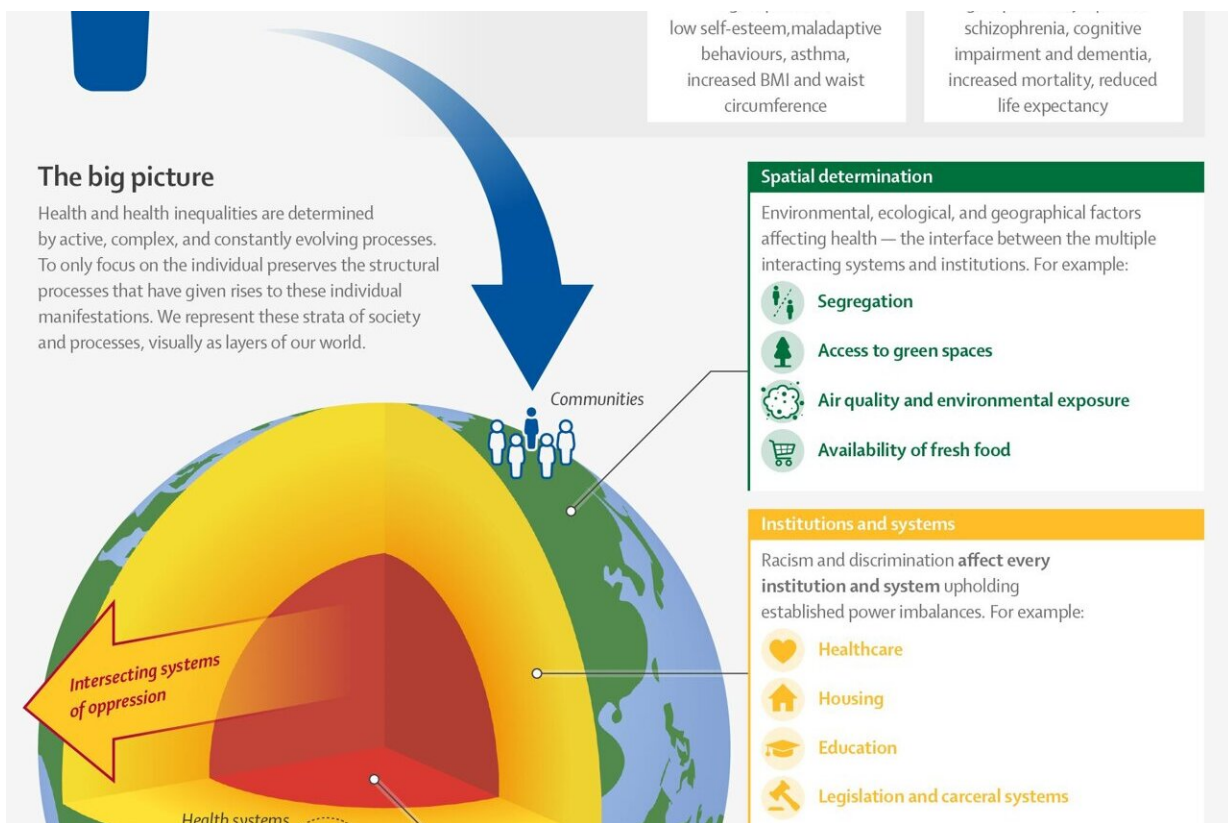 low self-esteem,maladaptive
behaviours, asthma,
increased BMI and waist
circumference
schizophrenia, cognitive
impairment and dementia,
increased mortality, reduced
life expectancy
The big picture
Health and health inequalities are determined
by active, complex, and constantly evolving processes.
To only focus on the individual preserves the structural
processes that have given rises to these individual
manifestations. We represent these strata of society
and processes, visually as layers of our world.
Communities
Intersecting systems
of oppression
Health systems
Spatial determination
Environmental, ecological, and geographical factors
affecting health — the interface between the multiple
interacting systems and institutions. For example:
Segregation
Access to green spaces
Air quality and environmental exposure
Availability of fresh food
Institutions and systems
Racism and discrimination affect every
institution and system upholding
established power imbalances. For example:
Healthcare
Housing
Education
Legislation and carceral systems